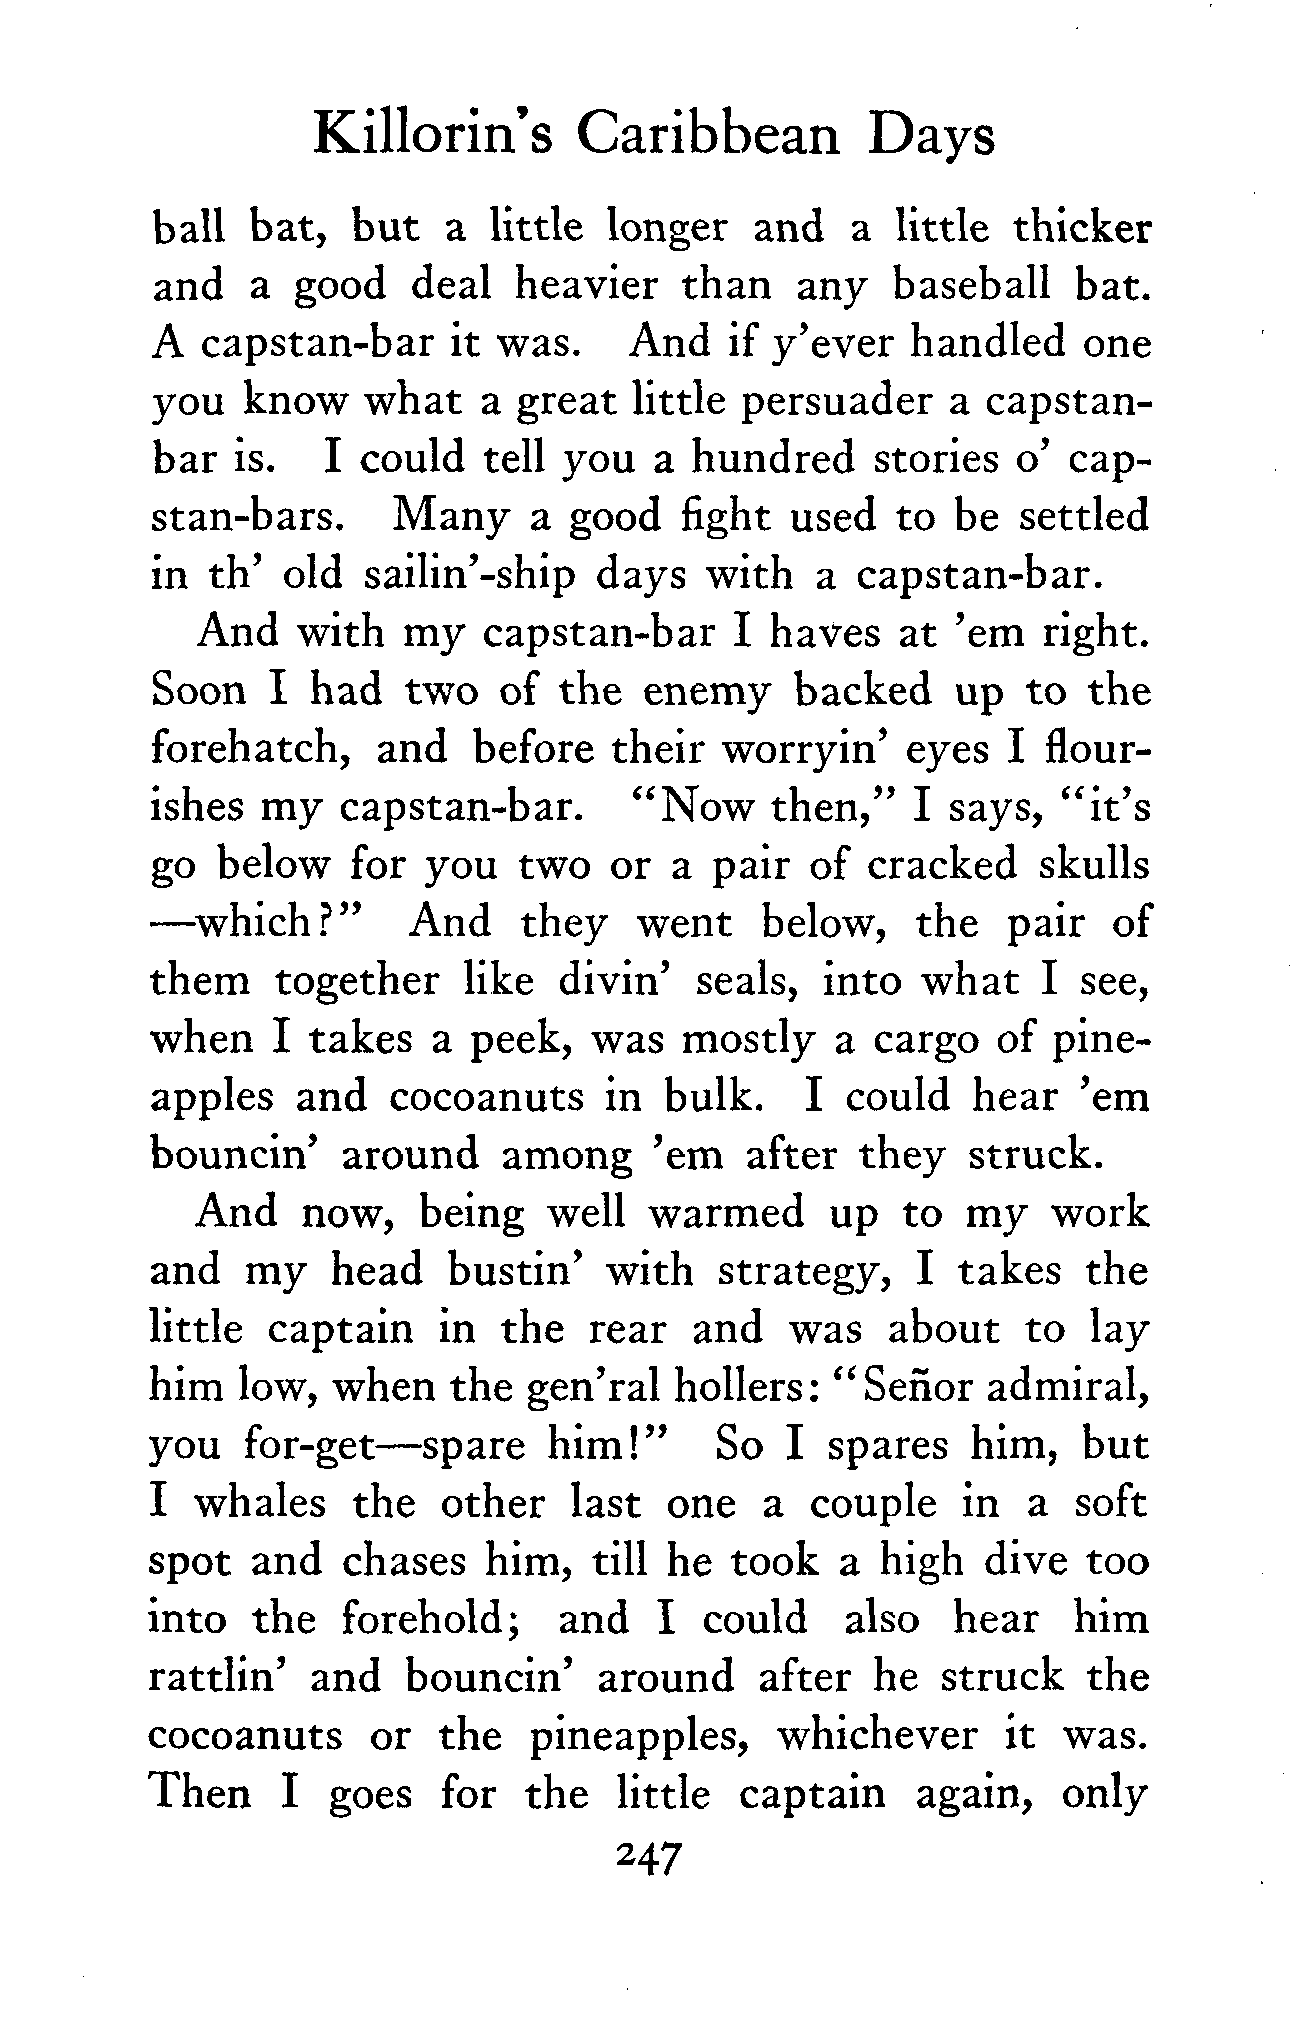 Killorin's Caribbean Days
ball bat, but a little longer and a little thicker
and a good deal heavier than any baseball bat.
A capstan-bar it was. And if y'ever handled one
you know what a great little persuader a capstan-
bar is. I could tell you a hundred stories o' cap-
stan-bars. Many a good fight used to be settled
in th' old sailin'-ship days with a capstan-bar.
And with my capstan-bar I haves at 'em right.
Soon I had two of the enemy backed up to the
forehatch, and before their worryin' eyes I flour-
ishes my capstan-bar. "Now then," I says, "it's
go below for you two or a pair of cracked skulls
—which?" And they went below, the pair of
them together like divin' seals, into what I see,
when I takes a peek, was mostly a cargo of pine-
apples and cocoanuts in bulk. I could hear 'em
bouncin' around among 'em after they struck.
And now, being well warmed up to my work
and my head bustin' with strategy, I takes the
little captain in the rear and was about to lay
him low, when the gen'ral hollers: "Señor admiral,
you for-get—spare him!" So I spares him, but
I whales the other last one a couple in a soft
spot and chases him, till he took a high dive too
into the forehold; and I could also hear him
rattlin' and bouncin' around after he struck the
cocoanuts or the pineapples, whichever it was.
Then I goes for the little captain again, only
247